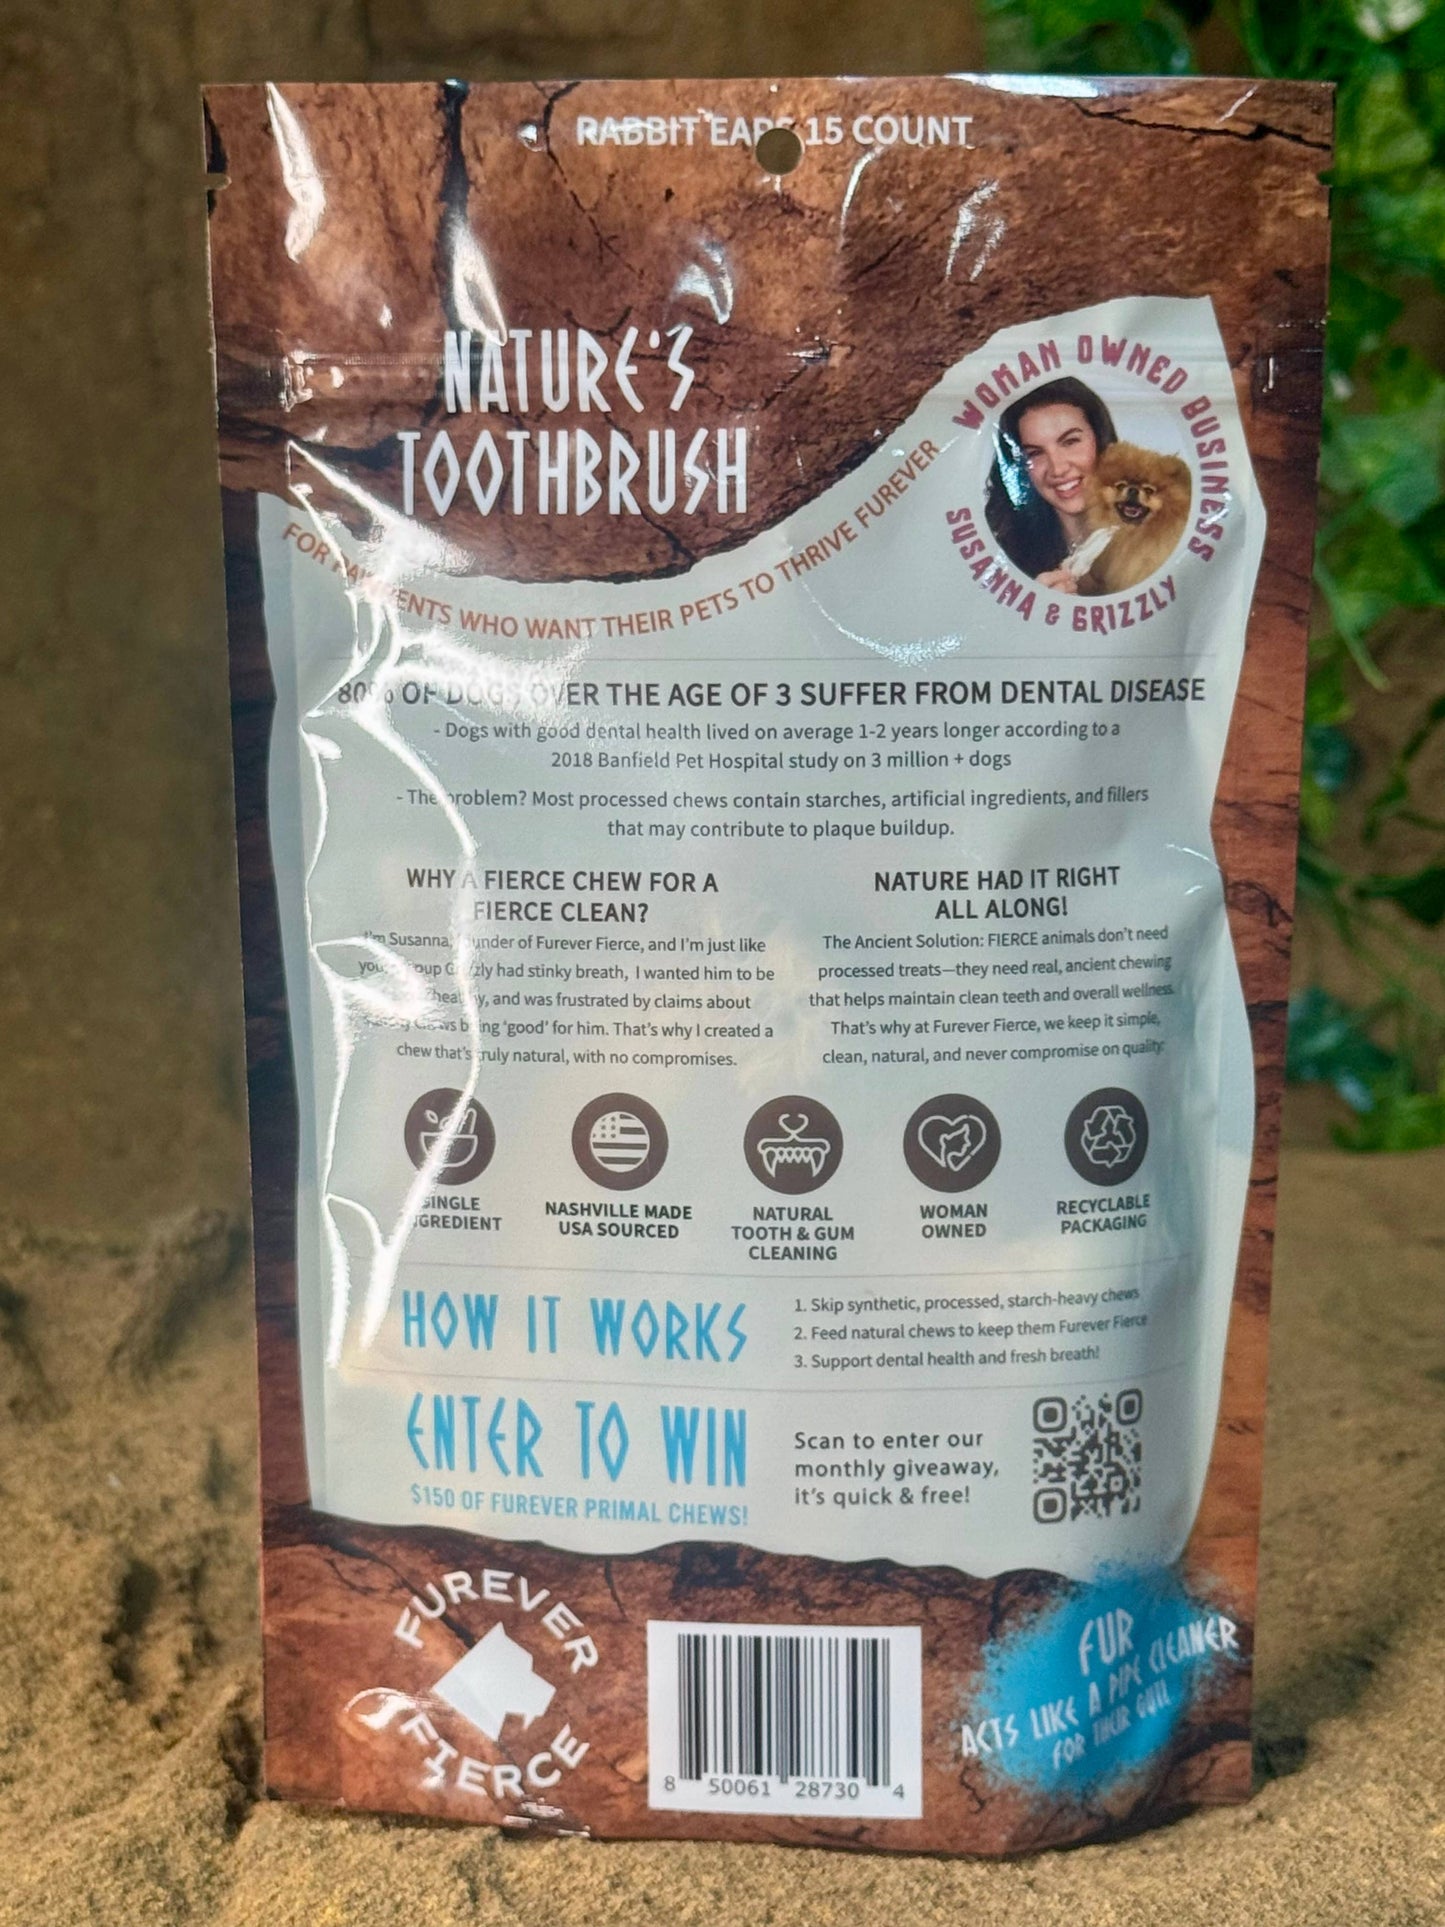 RABBIT EARS 15 COUNT
NATURE'S
TOOTHBRUSH
WOMAN OWNED BUSINESS
SUSANNA & GRIZZLY
FOR PAWRENTS WHO WANT THEIR PETS TO THRIVE FUREVER
80% OF DOGS OVER THE AGE OF 3 SUFFER FROM DENTAL DISEASE
- Dogs with good dental health lived on average 1-2 years longer according to a
2018 Banfield Pet Hospital study on 3 million + dogs
- The problem? Most processed chews contain starches, artificial ingredients, and fillers
that may contribute to plaque buildup.
WHY A FIERCE CHEW FOR A
FIERCE CLEAN?
I'm Susanna, founder of Furever Fierce, and I'm just like
Grizzly had stinky breath, I wanted him to be
healthy, and was frustrated by claims about
being 'good' for him. That's why I created a
chew that's truly natural, with no compromises.
NATURE HAD IT RIGHT
ALL ALONG!
The Ancient Solution: FIERCE animals don't need
processed treats—they need real, ancient chewing
that helps maintain clean teeth and overall wellness.
That's why at Furever Fierce, we keep it simple,
clean, natural, and never compromise on quality.
SINGLE
INGREDIENT
NASHVILLE MADE
USA SOURCED
NATURAL
TOOTH & GUM
CLEANING
WOMAN
OWNED
RECYCLABLE
PACKAGING
HOW IT WORKS
1. Skip synthetic, processed, starch-heavy chews
2. Feed natural chews to keep them Furever Fierce
3. Support dental health and fresh breath!
ENTER TO WIN
$150 OF FUREVER PRIMAL CHEWS!
Scan to enter our
monthly giveaway,
it's quick & free!
FUREVER
FIERCE
8 50061 28730 4
FUR
ACTS LIKE A PIPE CLEANER
FOR THEIR GUT!